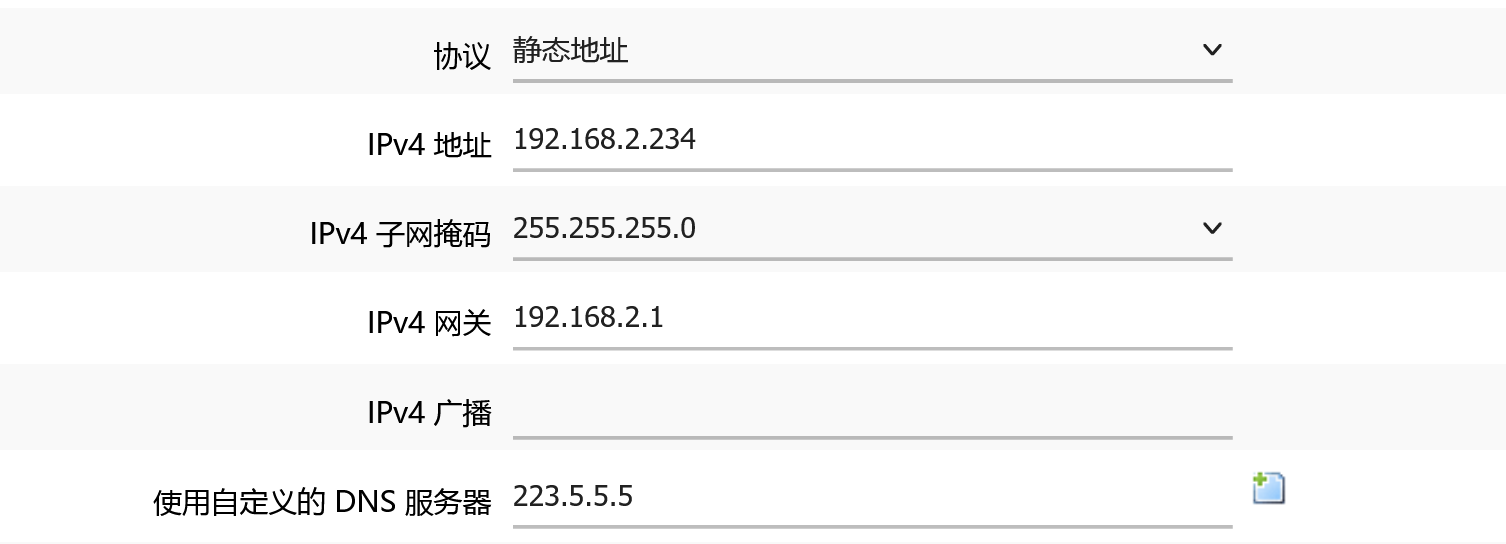 协议 静态地址
IPv4 地址 192.168.2.234
IPv4 子网掩码 255.255.255.0
IPv4 网关 192.168.2.1
IPv4 广播
使用自定义的 DNS 服务器 223.5.5.5